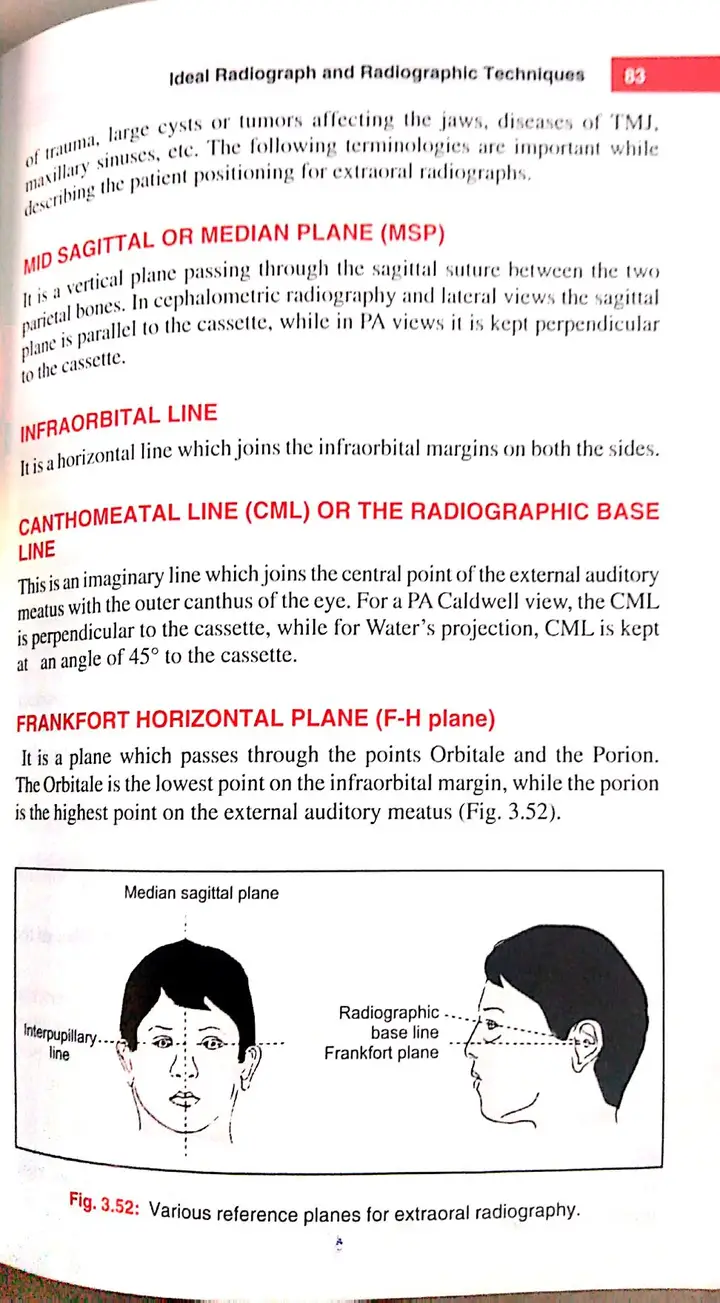 Ideal Radiograph and Radiographic Techniques 83
of trauma, large cysts or tumors affecting the jaws, diseases of TMJ,
maxillary sinuses, etc. The following terminologies are important while
describing the patient positioning for extraoral radiographs.
MID SAGITTAL OR MEDIAN PLANE (MSP)
It is a vertical plane passing through the sagittal suture between the two
parietal bones. In cephalometric radiography and lateral views the sagittal
plane is parallel to the cassette, while in PA views it is kept perpendicular
to the cassette.
INFRAORBITAL LINE
It is a horizontal line which joins the infraorbital margins on both the sides.
CANTHOMEATAL LINE (CML) OR THE RADIOGRAPHIC BASE
LINE
This is an imaginary line which joins the central point of the external auditory
meatus with the outer canthus of the eye. For a PA Caldwell view, the CML
is perpendicular to the cassette, while for Water's projection, CML is kept
at an angle of 45° to the cassette.
FRANKFORT HORIZONTAL PLANE (F-H plane)
It is a plane which passes through the points Orbitale and the Porion.
The Orbitale is the lowest point on the infraorbital margin, while the porion
is the highest point on the external auditory meatus (Fig. 3.52).
Median sagittal plane
Interpupillary
line
Radiographic
base line
Frankfort plane
Fig. 3.52: Various reference planes for extraoral radiography.